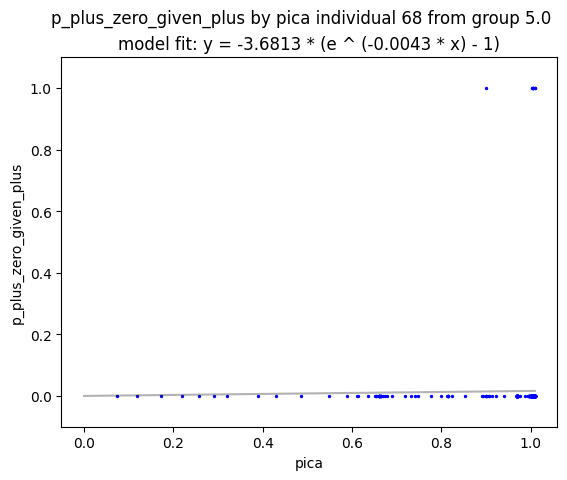 p_plus_zero_given_plus by pica individual 68 from group 5.0
model fit: y = -3.6813 * (e ^ (-0.0043 * x) - 1)
1.0
0.8
0.6
0.4
0.2
0.0
p_plus_zero_given_plus
0.0 0.2 0.4 0.6 0.8 1.0
pica